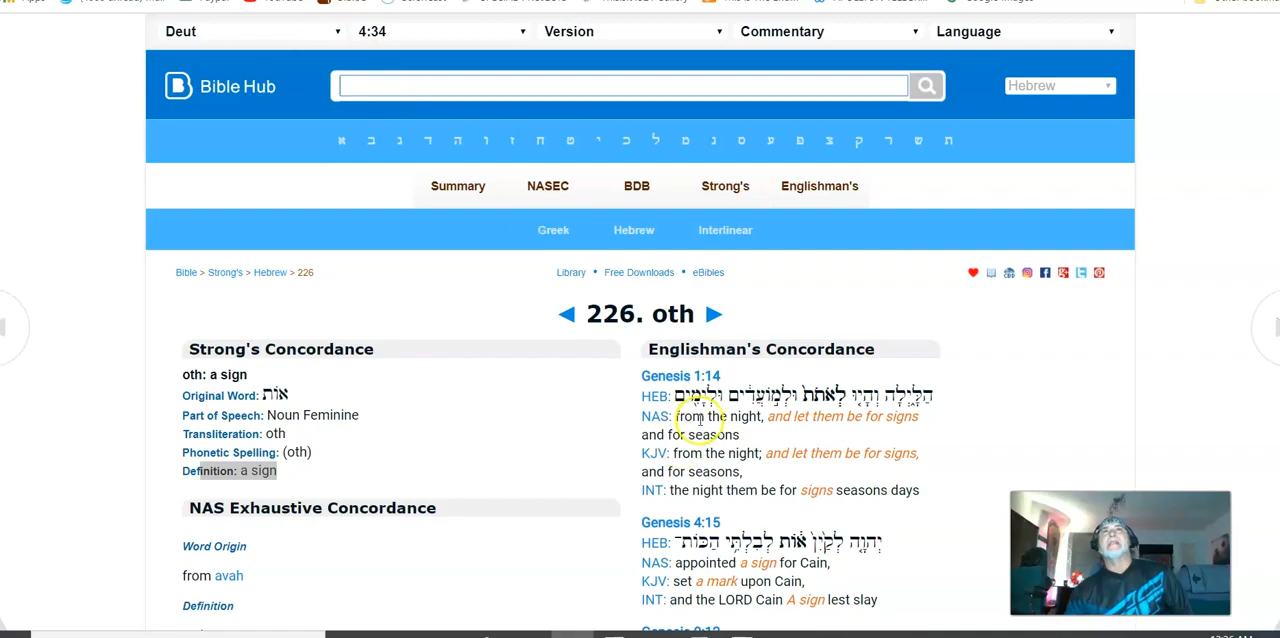 Deut 4:34 Version Commentary Language
Bible Hub Hebrew
א ב ג ד ה ו ז ח ט י כ ל מ נ ס ע פ צ ק ר ש ת
Summary NASEC BDB Strong's Englishman's
Greek Hebrew Interlinear
Bible > Strong's > Hebrew > 226 Library • Free Downloads • eBibles
◄ 226. oth ►
Strong's Concordance
oth: a sign
Original Word: אוֹת
Part of Speech: Noun Feminine
Transliteration: oth
Phonetic Spelling: (oth)
Definition: a sign
NAS Exhaustive Concordance
Word Origin
from avah
Definition
Englishman's Concordance
Genesis 1:14
HEB: הַלָּ֑יְלָה וְהָי֤וּ לְאֹתֹת֙ וּלְמ֣וֹעֲדִ֔ים וּלְיָמִ֖ים
NAS: from the night, and let them be for signs
and for seasons
KJV: from the night; and let them be for signs,
and for seasons,
INT: the night them be for signs seasons days
Genesis 4:15
HEB: יְהוָ֤ה לְקַ֙יִן֙ א֔וֹת לְבִלְתִּ֥י הַכּוֹת־
NAS: appointed a sign for Cain,
KJV: set a mark upon Cain,
INT: and the LORD Cain A sign lest slay